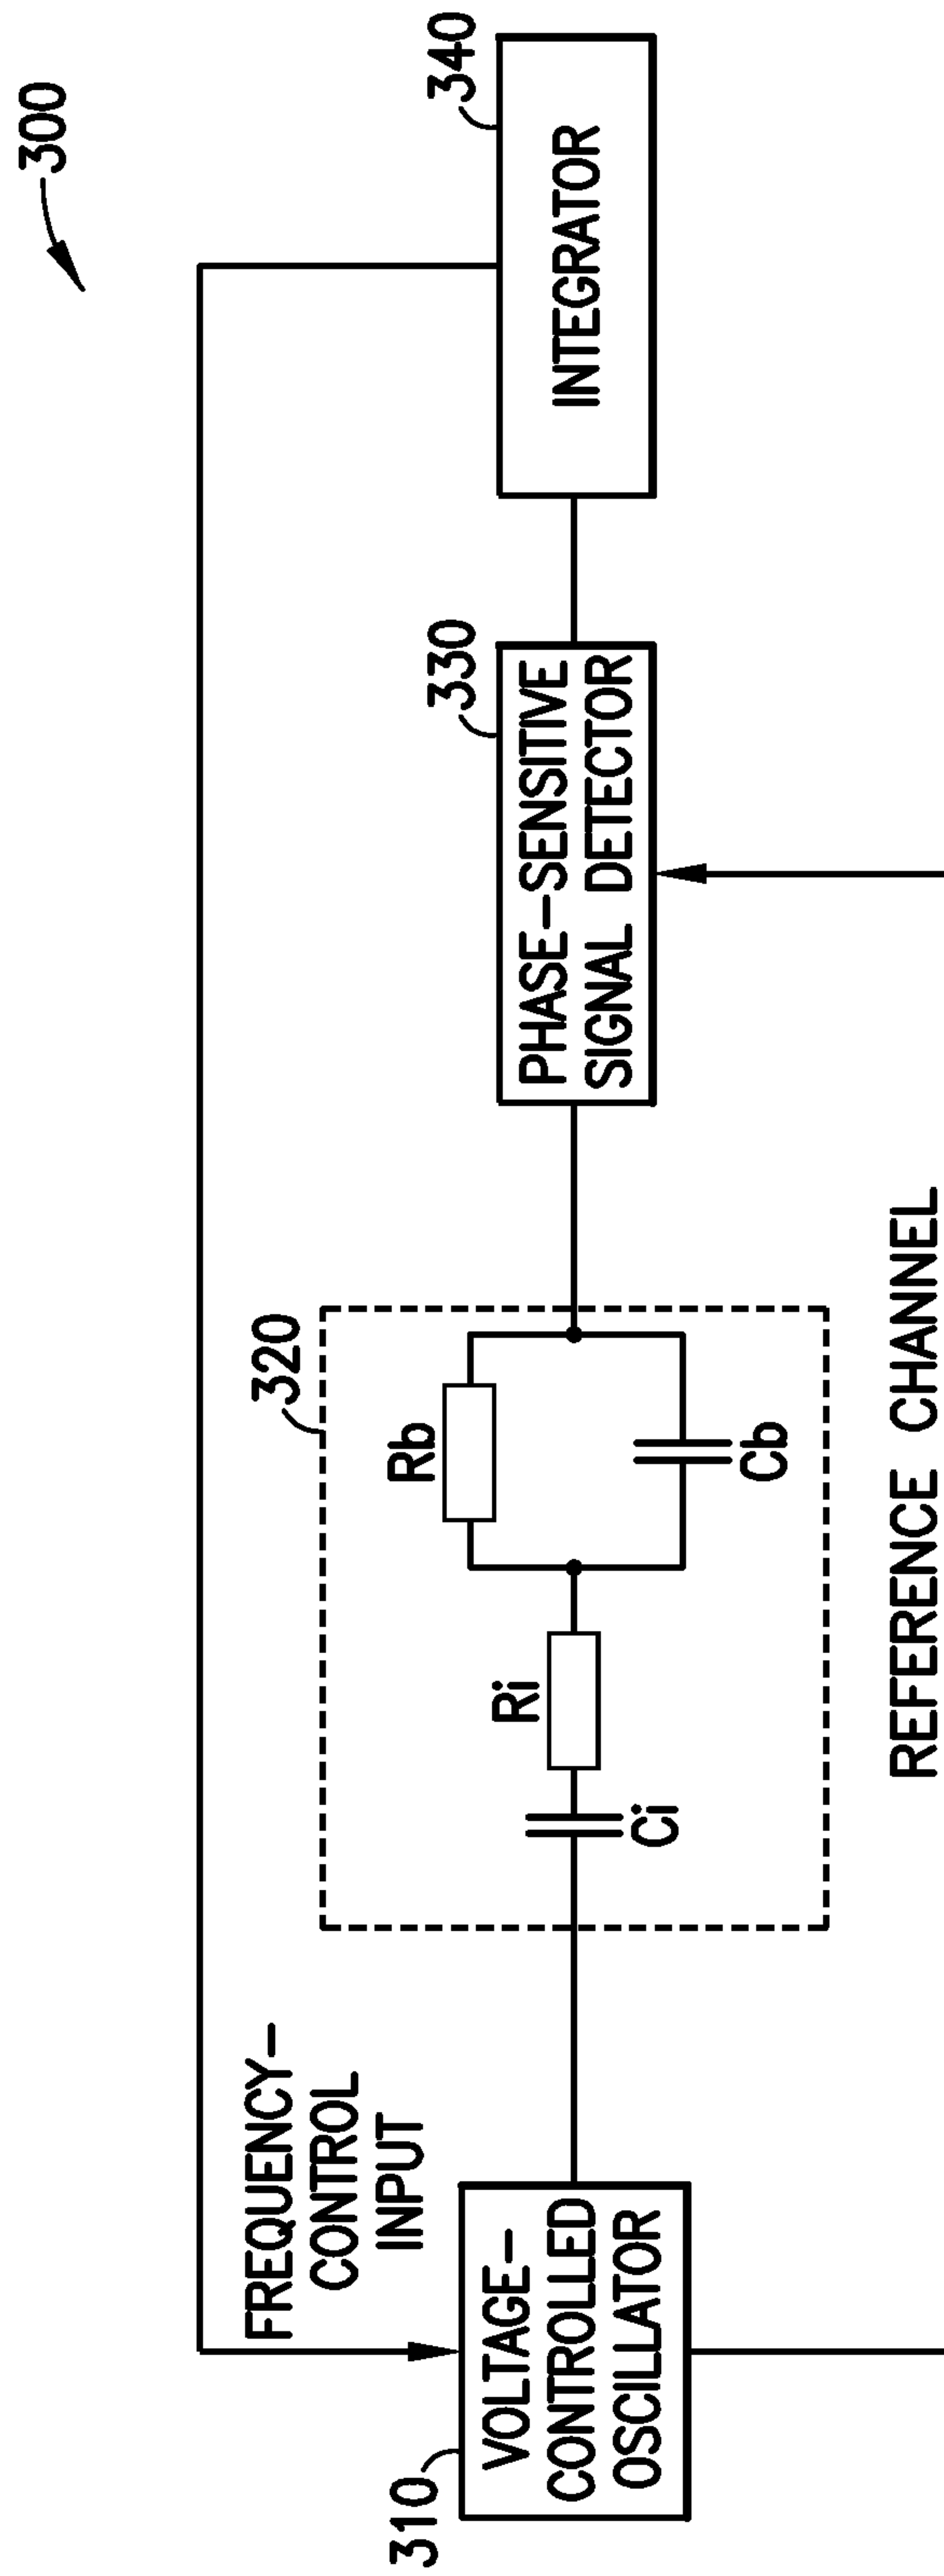 300
FREQUENCY-
CONTROL
INPUT
310
VOLTAGE-
CONTROLLED
OSCILLATOR
320
Ci
Ri
Rb
Cb
330
PHASE-SENSITIVE
SIGNAL DETECTOR
340
INTEGRATOR
REFERENCE CHANNEL